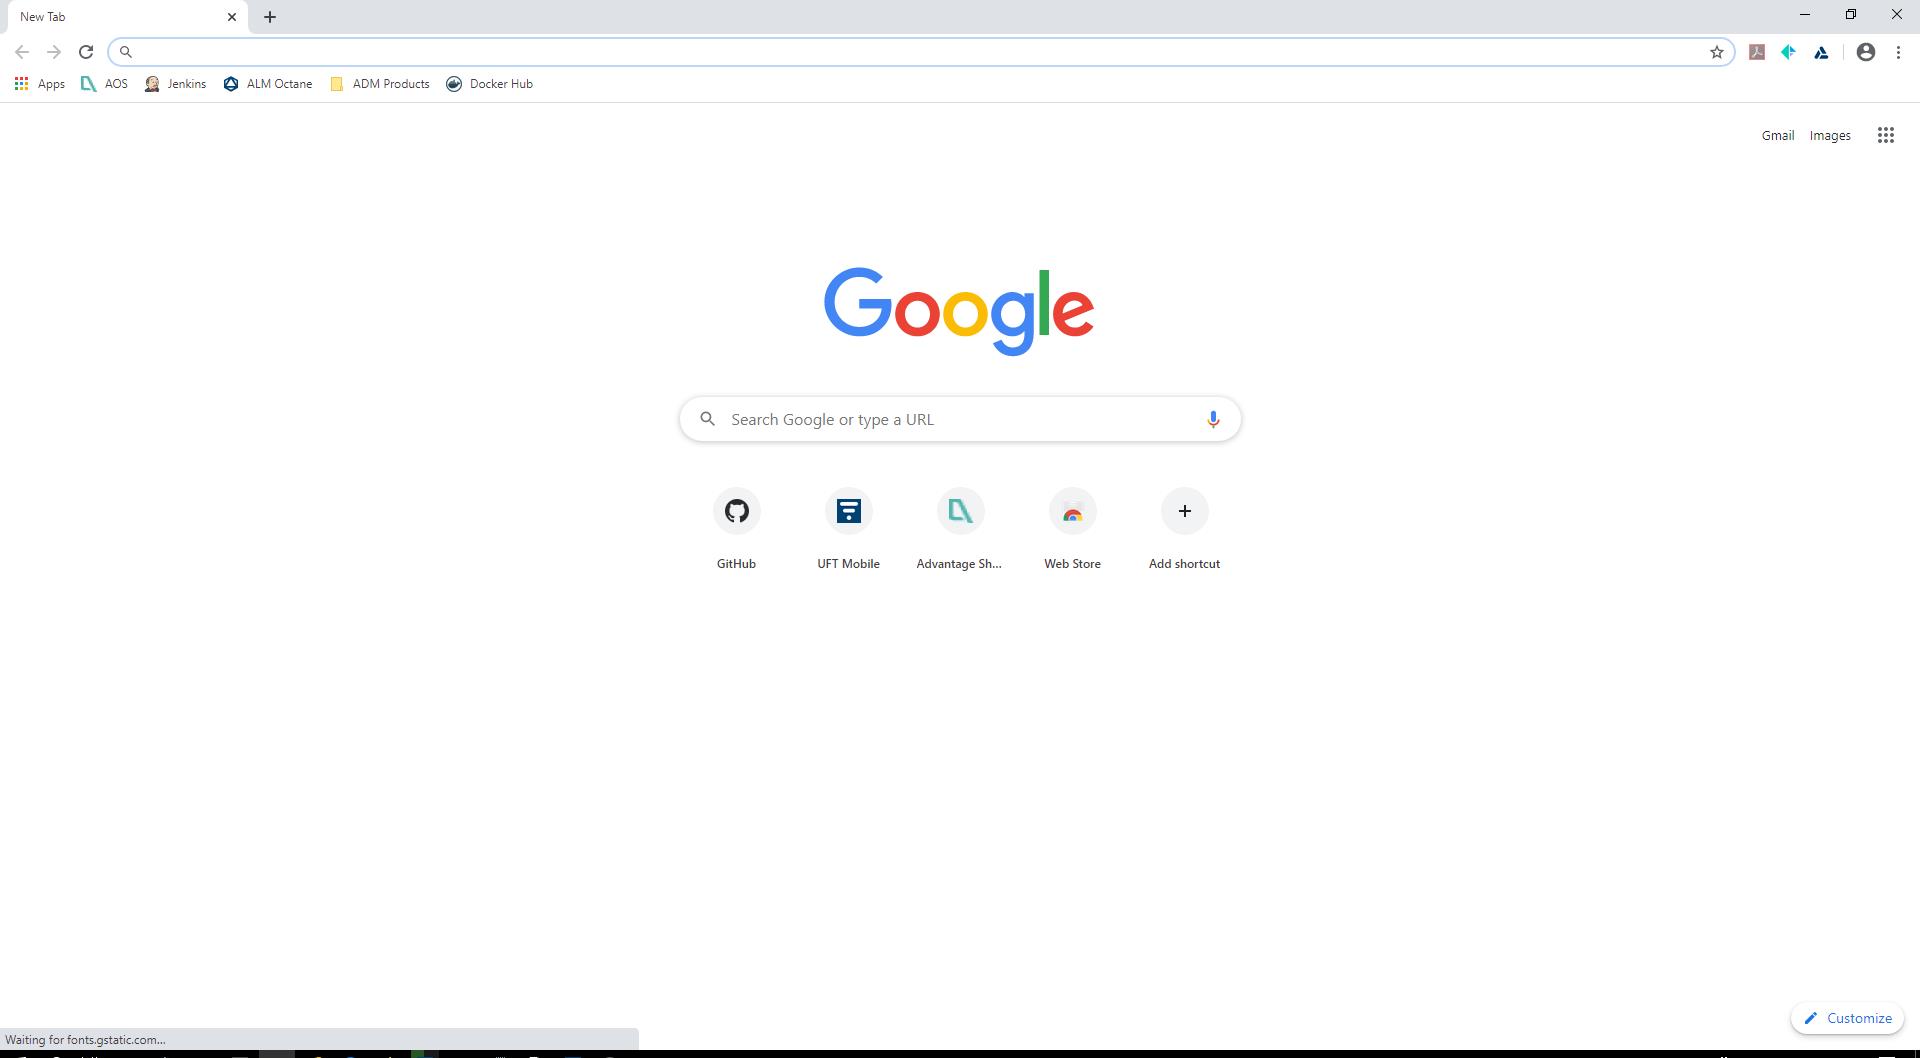 New Tab
Apps AOS Jenkins ALM Octane ADM Products Docker Hub
Gmail Images
Google
Search Google or type a URL
GitHub UFT Mobile Advantage Sh... Web Store Add shortcut
Customize
Waiting for fonts.gstatic.com...